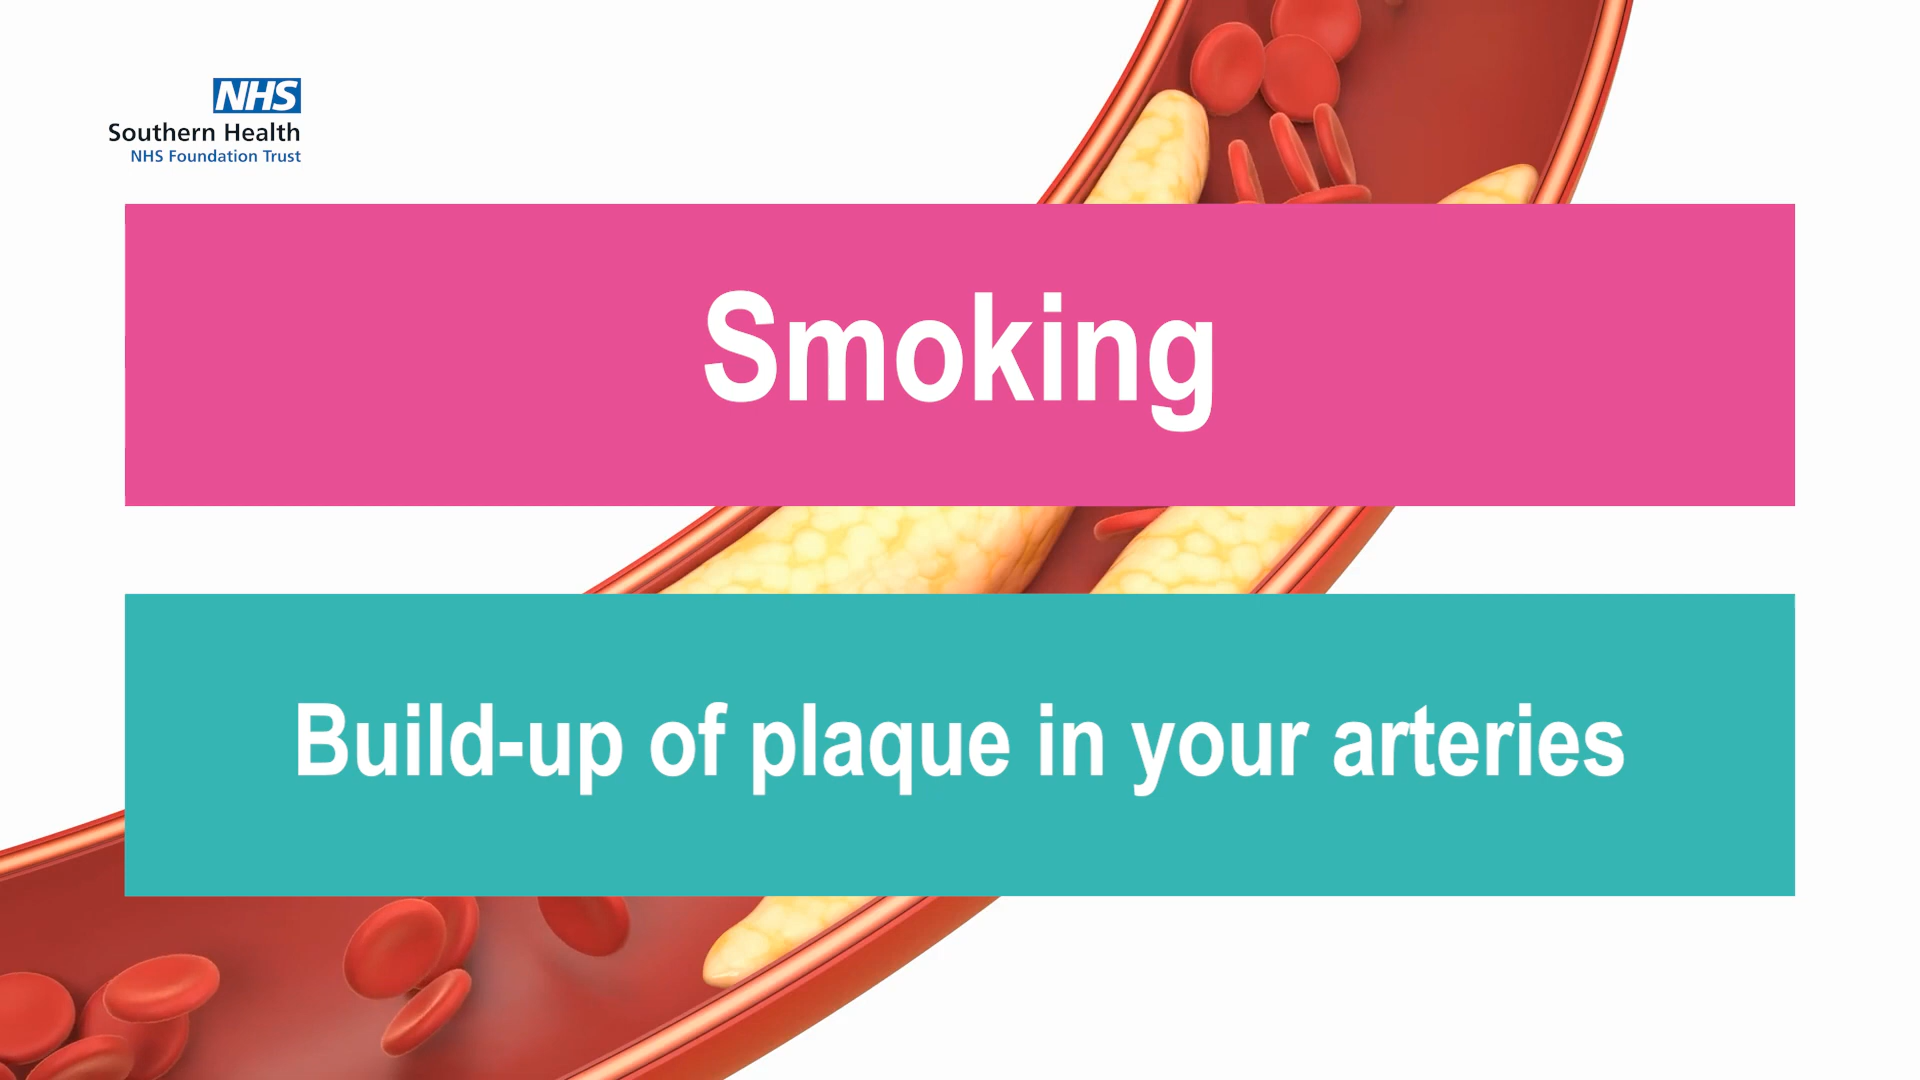 NHS
Southern Health
NHS Foundation Trust
Smoking
Build-up of plaque in your arteries